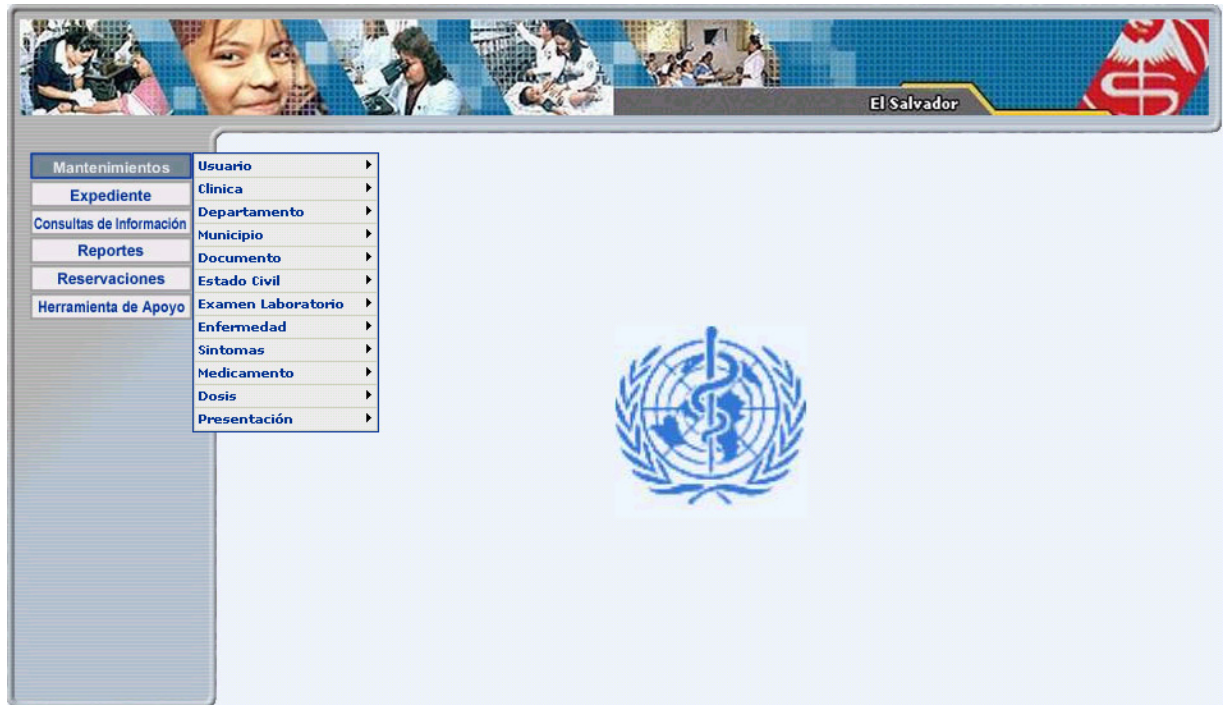 El Salvador
Mantenimientos
Expediente
Consultas de Información
Reportes
Reservaciones
Herramienta de Apoyo
Usuario
Clinica
Departamento
Municipio
Documento
Estado Civil
Examen Laboratorio
Enfermedad
Sintomas
Medicamento
Dosis
Presentación